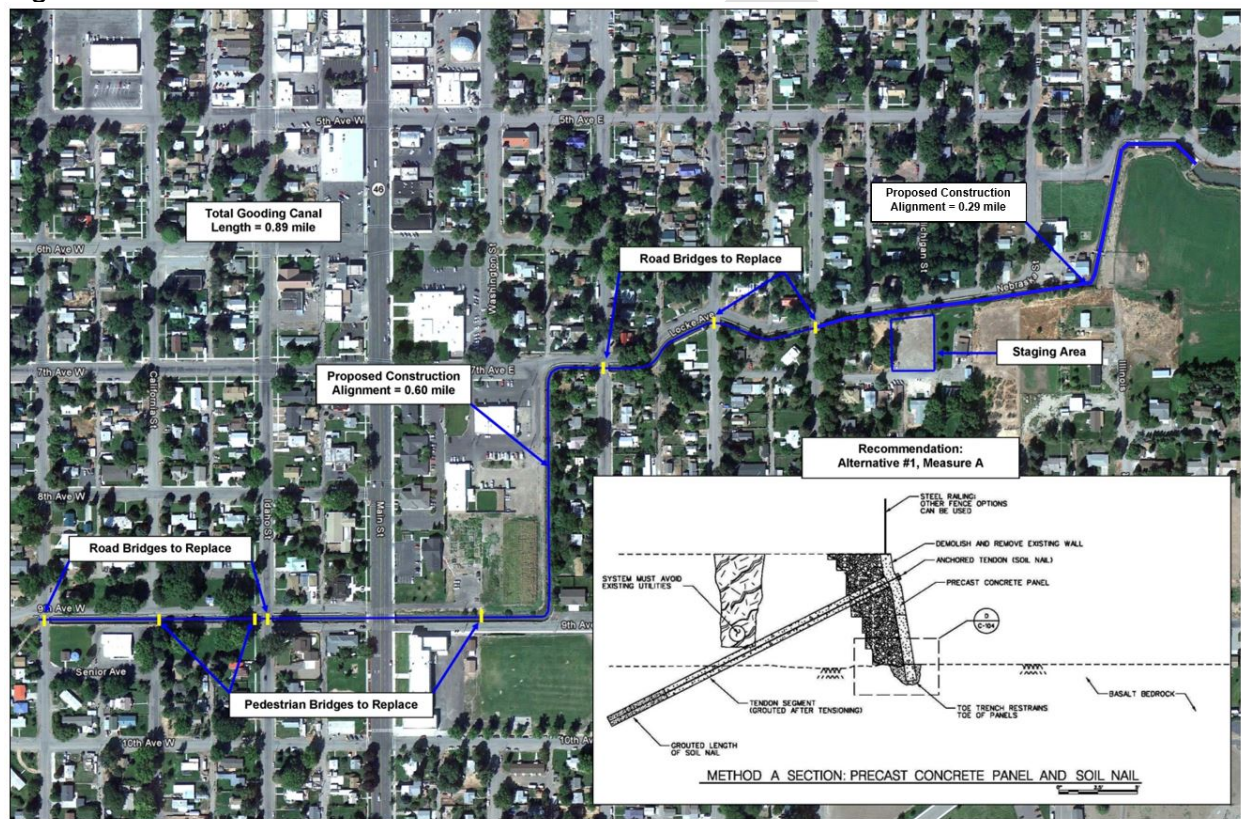 5th Ave W
5th Ave E
46
Total Gooding Canal
Length = 0.89 mile
Proposed Construction
Alignment = 0.29 mile
6th Ave W
Washington St
Road Bridges to Replace
Locke Ave
Staging Area
Illinois
7th Ave W
7th Ave E
California St
Proposed Construction
Alignment = 0.60 mile
Recommendation:
Alternative #1, Measure A
8th Ave W
Idaho St
Main St
Road Bridges to Replace
9th Ave W
9th Ave
Senior Ave
Pedestrian Bridges to Replace
10th Ave W
10th Ave
STEEL RAILING:
OTHER FENCE OPTIONS
CAN BE USED
DEMOLISH AND REMOVE EXISTING WALL
ANCHORED TENDON (SOIL NAIL)
PRECAST CONCRETE PANEL
SYSTEM MUST AVOID
EXISTING UTILITIES
D
C-104
TENDON SEGMENT
(GROUTED AFTER TENSIONING)
TOE TRENCH RESTRAINS
TOE OF PANELS
BASALT BEDROCK
GROUTED LENGTH
OF SOIL NAIL
METHOD A SECTION: PRECAST CONCRETE PANEL AND SOIL NAIL